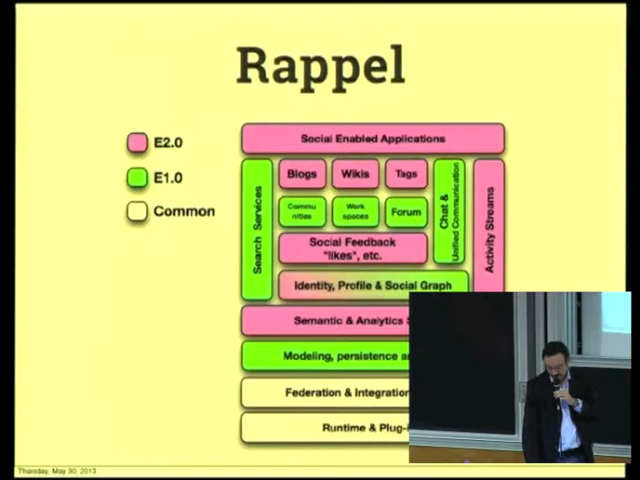 Rappel
E2.0
E1.0
Common
Social Enabled Applications
Search Services
Blogs
Wikis
Tags
Commu
nities
Work
spaces
Forum
Chat &
Unified Communication
Activity Streams
Social Feedback
"likes", etc.
Identity, Profile & Social Graph
Semantic & Analytics
Modeling, persistence
Federation & Integration
Runtime & Plug-
Thursday, May 30, 2013